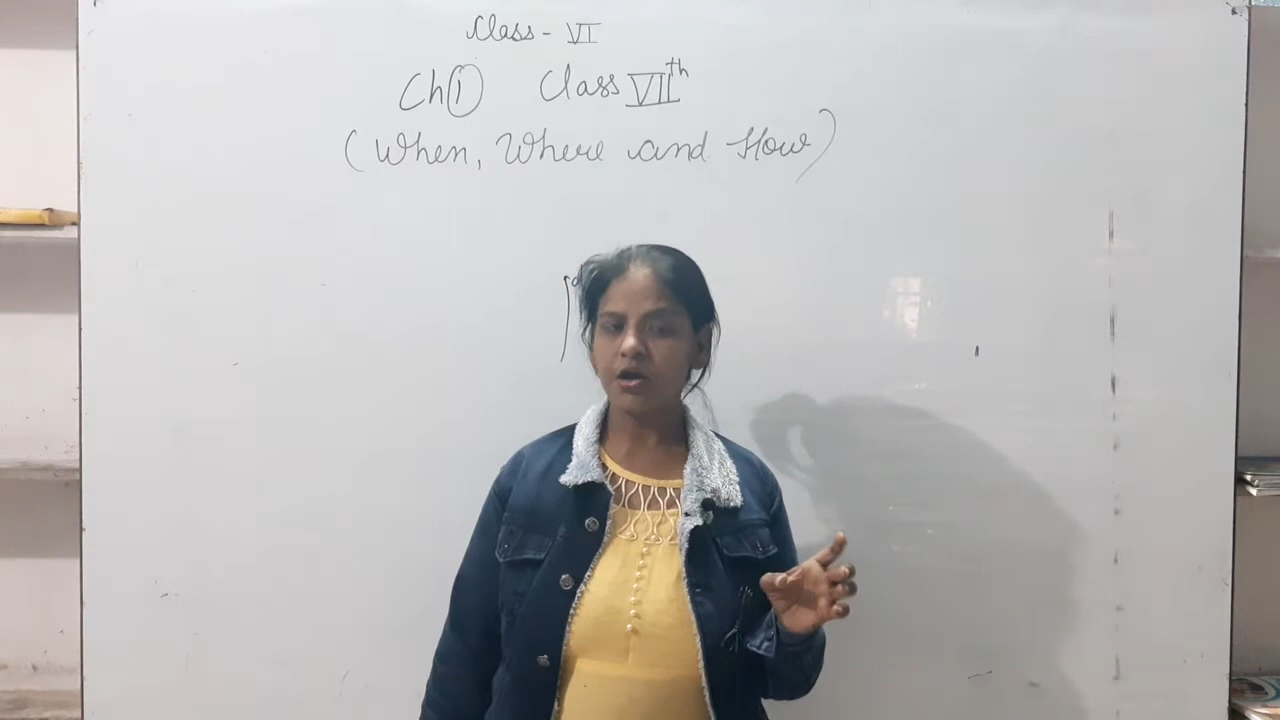 Class - VI
Ch ① Class VIIth
(When, Where and How)